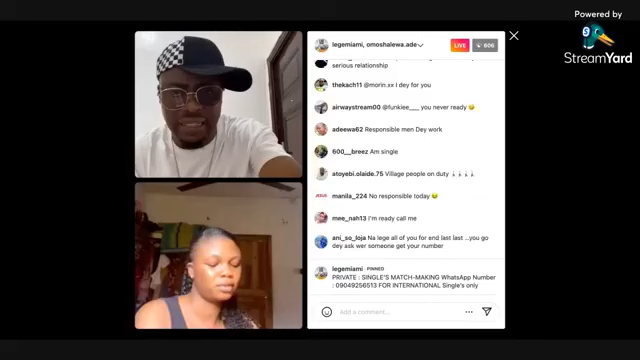 Powered by
StreamYard
legemiami, omoshalewa.ade
LIVE
606
serious relationship
thekach11 @morin.xx I dey for you
airwaystream00 @funkiee____ you never ready
adeewa62 Responsible men Dey work
600__breez Am single
atoyebi.olaide.75 Village people on duty
JESUS
manila_224 No responsible today
mee_nah13 I'm ready call me
ani_so_loja Na lege all of you for end last last ...you go
dey ask wer someone get your number
legemiami · PINNED
PRIVATE : SINGLE'S MATCH-MAKING WhatsApp Number
: 09049256513 FOR INTERNATIONAL Single's only
Add a comment...